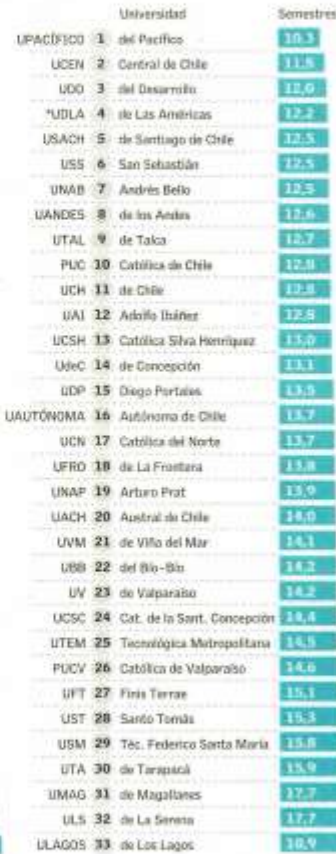 Universidad Semestres
UPACÍFICO 1 del Pacífico 10,3
UCEN 2 Central de Chile 11,5
UDD 3 del Desarrollo 12,0
*UDLA 4 de Las Américas 12,2
USACH 5 de Santiago de Chile 12,5
USS 6 San Sebastián 12,5
UNAB 7 Andrés Bello 12,5
UANDES 8 de los Andes 12,6
UTAL 9 de Talca 12,7
PUC 10 Católica de Chile 12,8
UCH 11 de Chile 12,8
UAI 12 Adolfo Ibáñez 12,8
UCSH 13 Católica Silva Henríquez 13,0
UdeC 14 de Concepción 13,1
UDP 15 Diego Portales 13,5
UAUTÓNOMA 16 Autónoma de Chile 13,7
UCN 17 Católica del Norte 13,7
UFRO 18 de La Frontera 13,8
UNAP 19 Arturo Prat 13,9
UACH 20 Austral de Chile 14,0
UVM 21 de Viña del Mar 14,1
UBB 22 del Bío-Bío 14,2
UV 23 de Valparaíso 14,2
UCSC 24 Cat. de la Sant. Concepción 14,4
UTEM 25 Tecnológica Metropolitana 14,5
PUCV 26 Católica de Valparaíso 14,6
UFT 27 Finis Terrae 15,1
UST 28 Santo Tomás 15,3
USM 29 Téc. Federico Santa María 15,8
UTA 30 de Tarapacá 15,9
UMAG 31 de Magallanes 17,7
ULS 32 de La Serena 17,7
ULAGOS 33 de Los Lagos 18,9